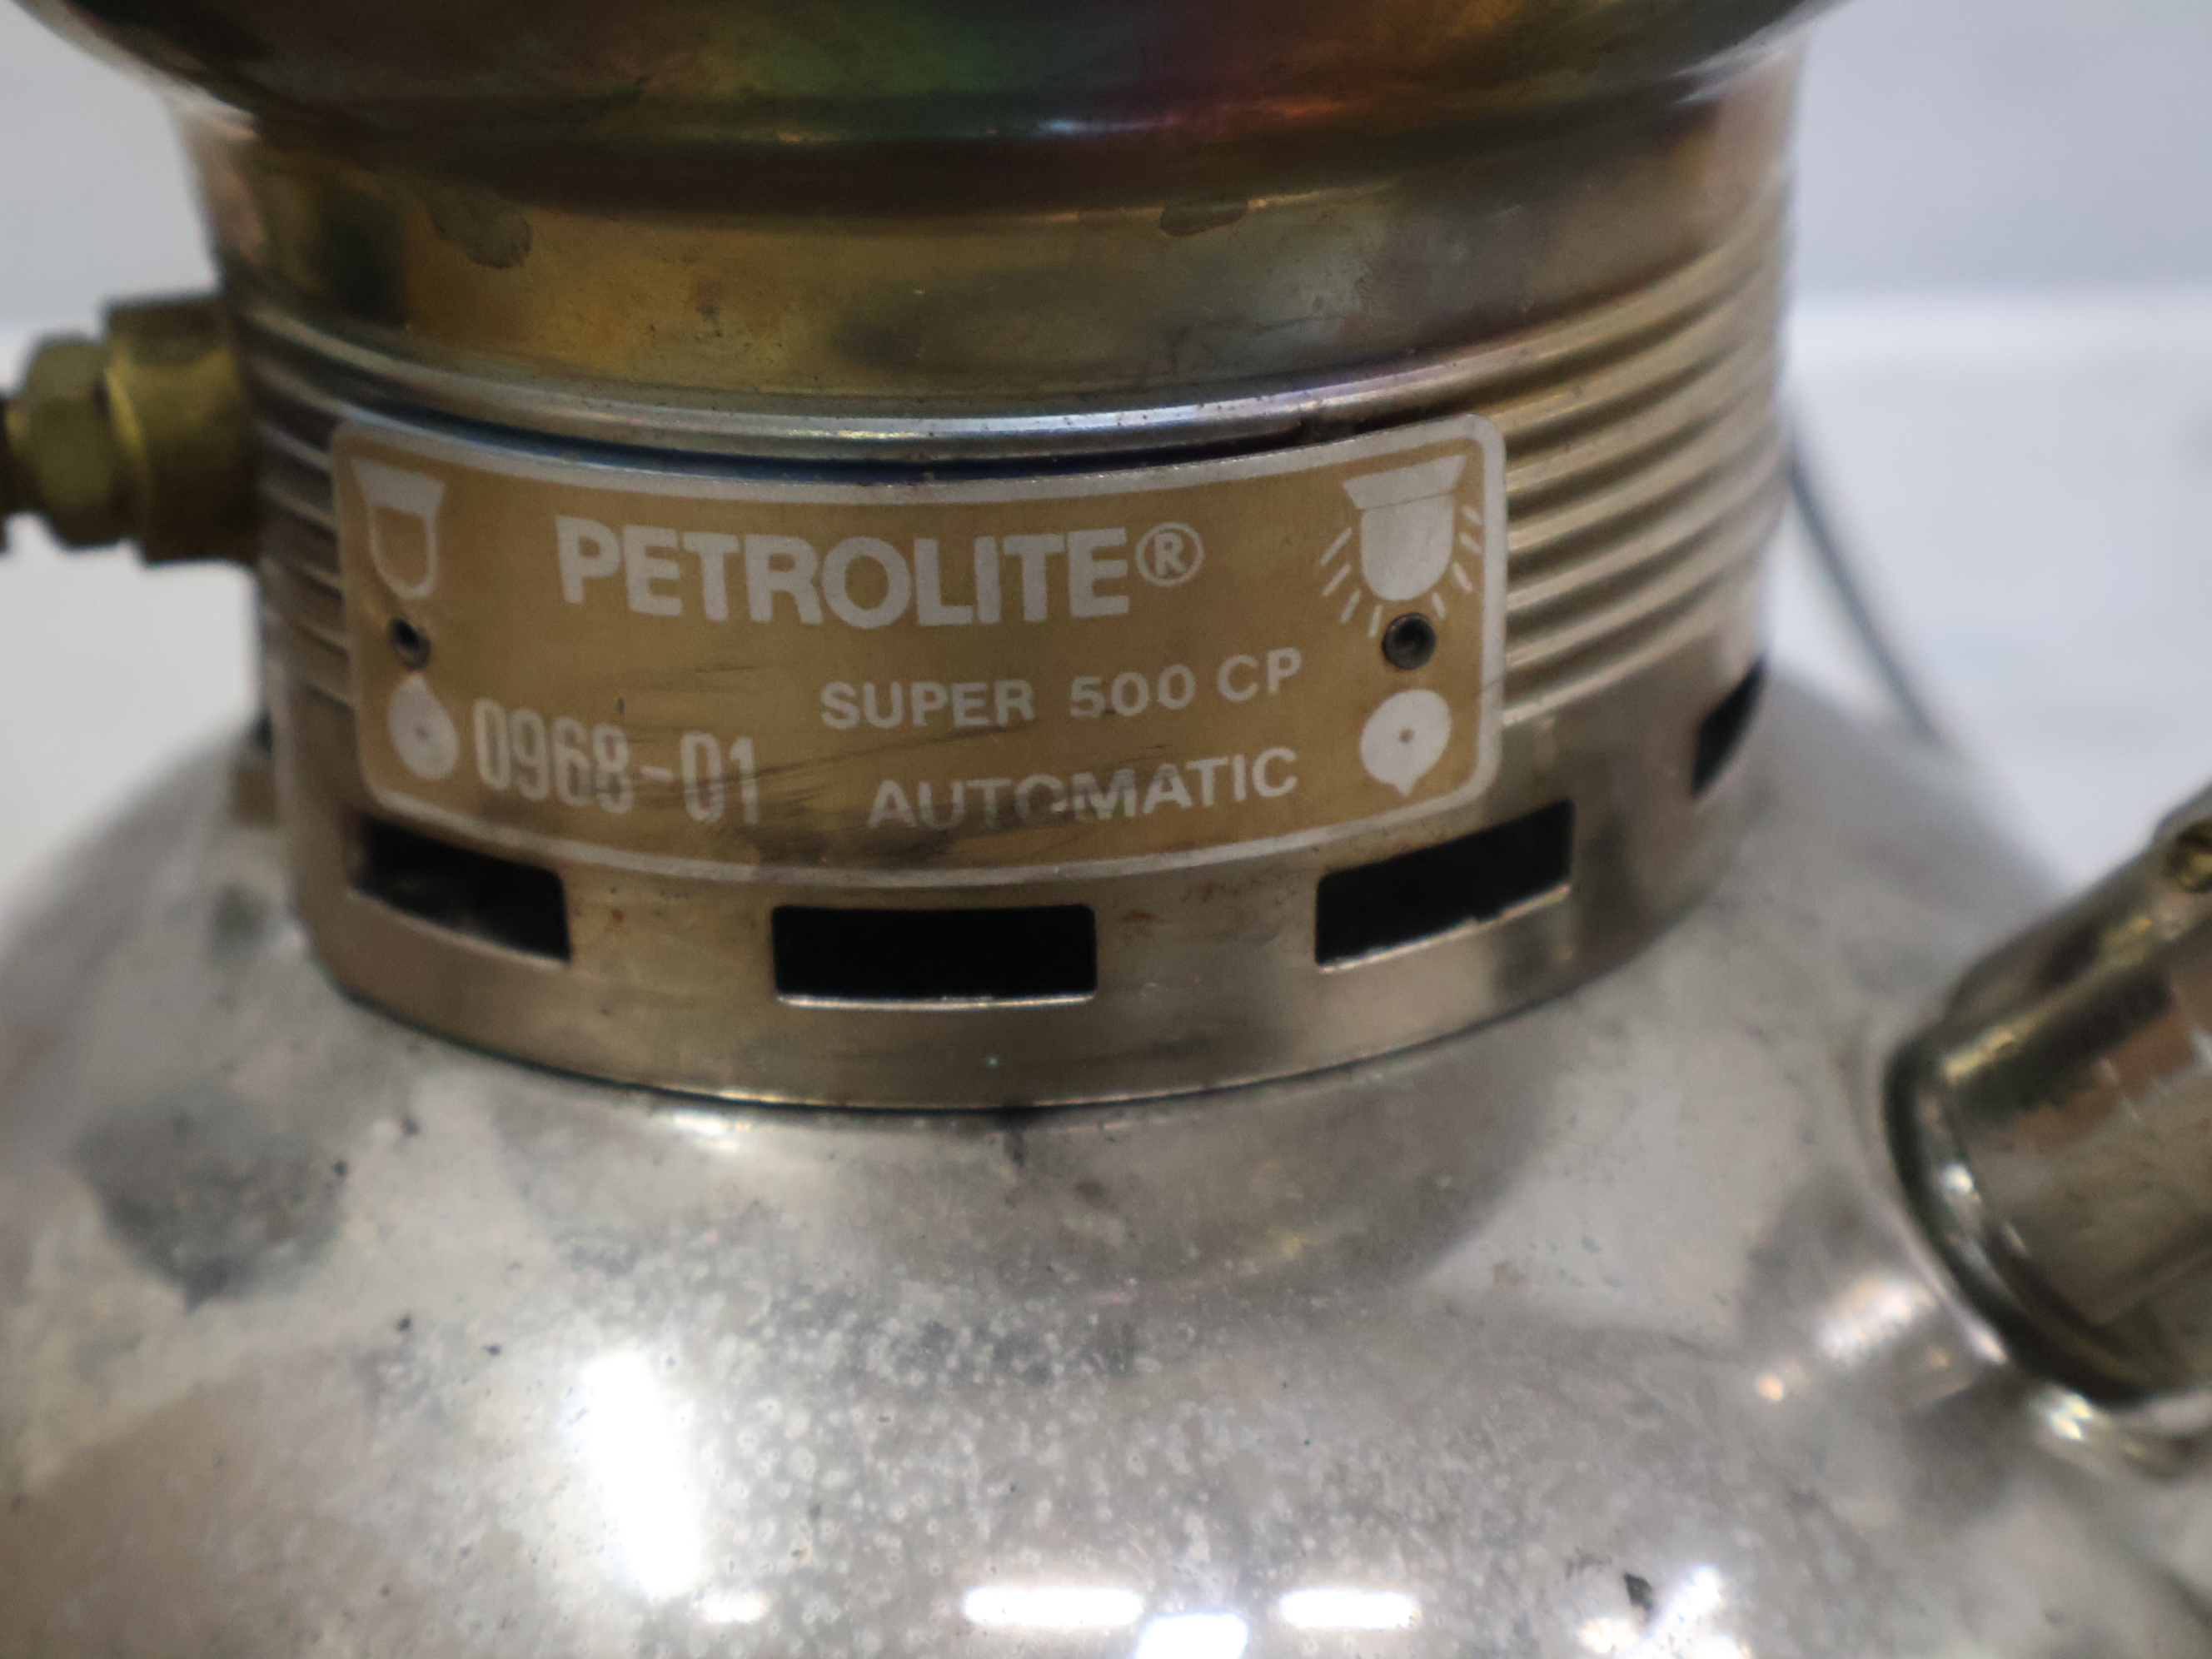 PETROLITE®
SUPER 500 CP
0968-01 AUTOMATIC